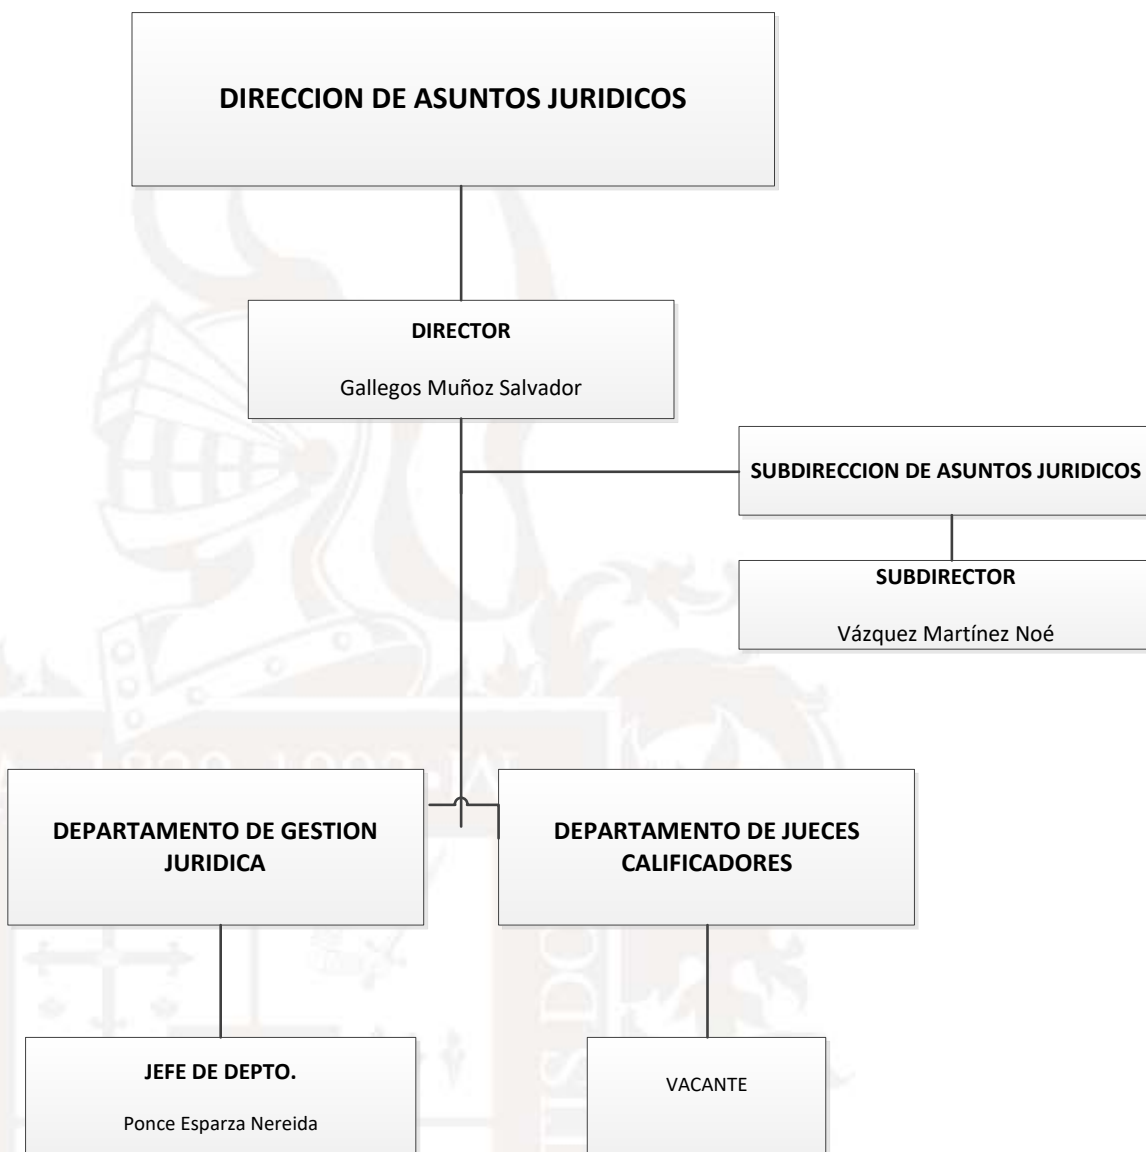 DIRECCION DE ASUNTOS JURIDICOS
DIRECTOR
Gallegos Muñoz Salvador
SUBDIRECCION DE ASUNTOS JURIDICOS
SUBDIRECTOR
Vázquez Martínez Noé
DEPARTAMENTO DE GESTION
JURIDICA
DEPARTAMENTO DE JUECES
CALIFICADORES
JEFE DE DEPTO.
Ponce Esparza Nereida
VACANTE